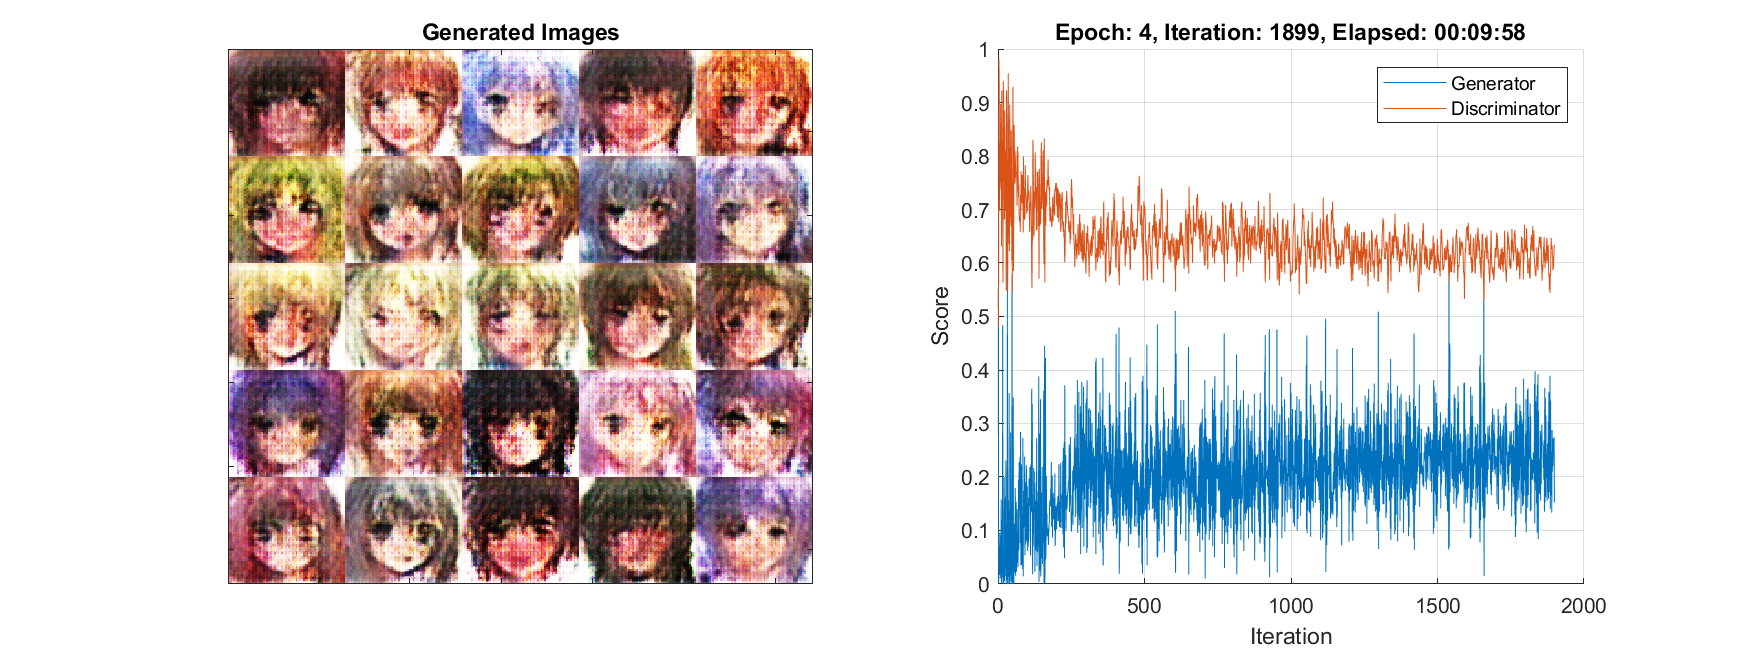 Generated Images
Epoch: 4, Iteration: 1899, Elapsed: 00:09:58
Generator
Discriminator
1
0.9
0.8
0.7
0.6
0.5
0.4
0.3
0.2
0.1
0
Score
0 500 1000 1500 2000
Iteration